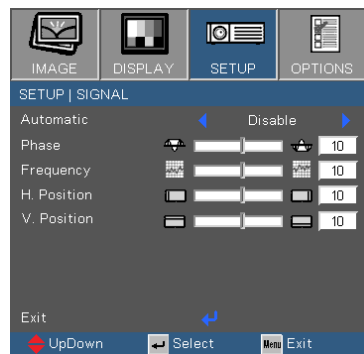 IMAGE DISPLAY SETUP OPTIONS
SETUP | SIGNAL
Automatic Disable
Phase 10
Frequency 10
H. Position 10
V. Position 10
Exit
UpDown Select Menu Exit